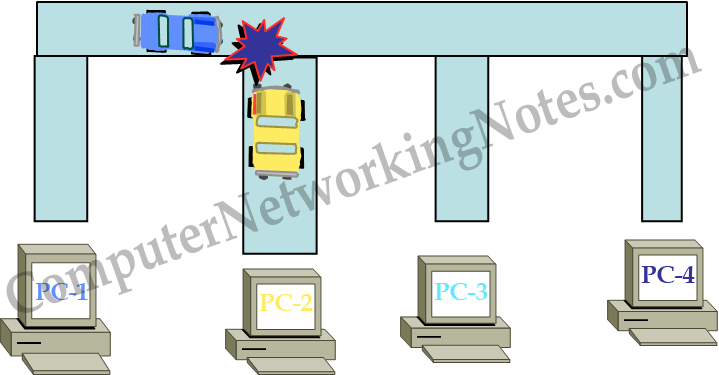 ComputerNetworkingNotes.com
PC-1
PC-2
PC-3
PC-4